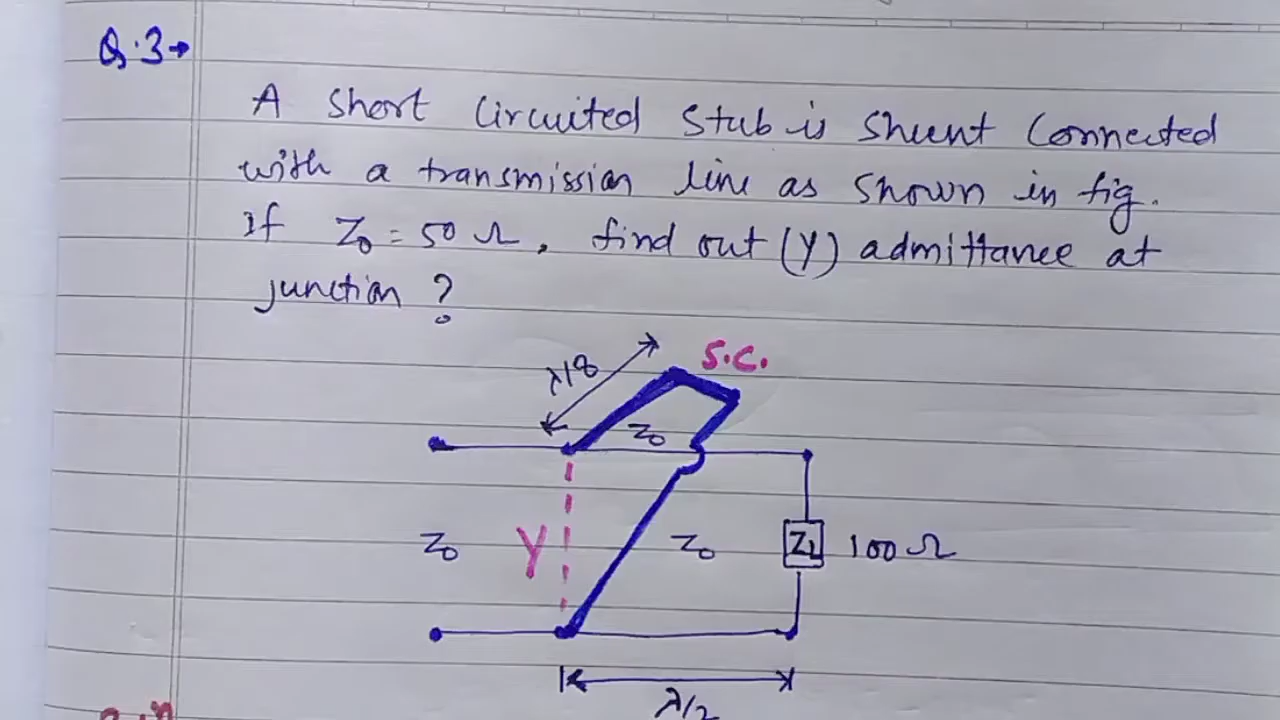 Q.3→
A Short Circuited Stub is Shunt Connected
with a transmission line as shown in fig.
If Z₀ = 50 Ω, find out (Y) admittance at
junction ?
S.C.
λ/8
Z₀
Z₀ Y Z₀ ZL 100 Ω
λ/2